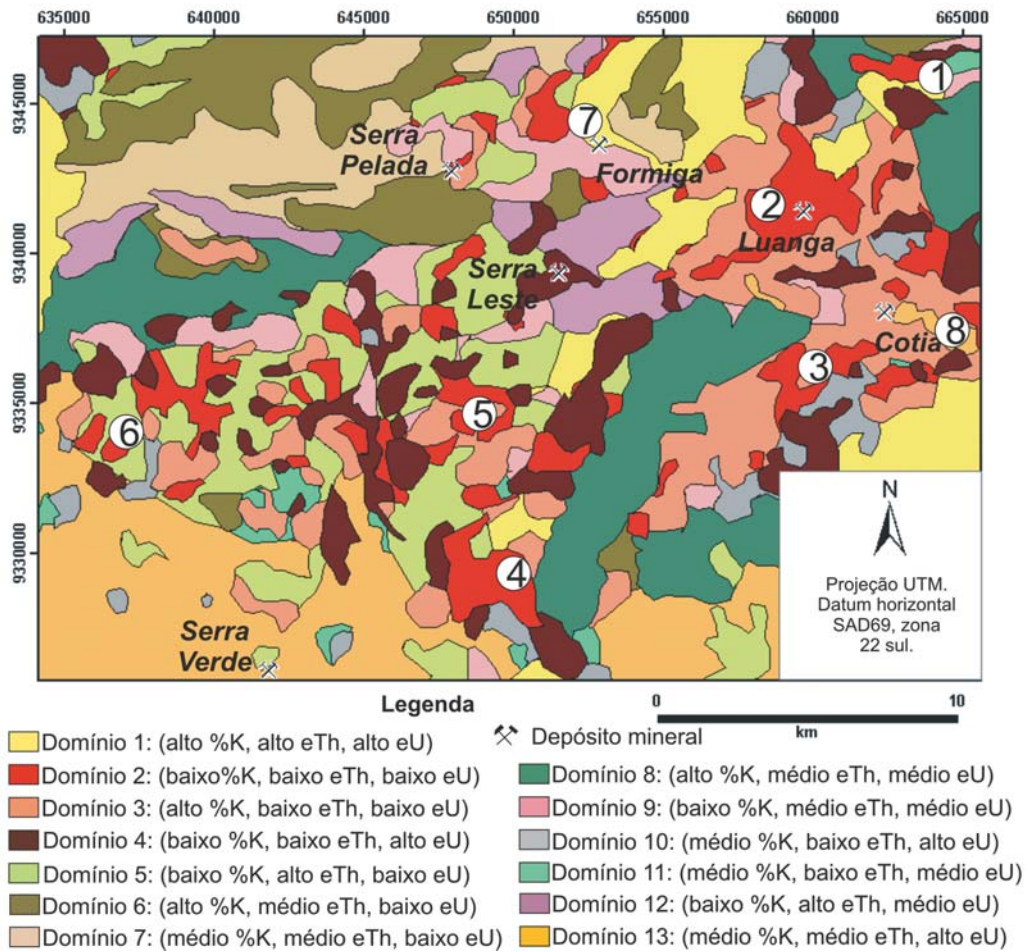 635000 640000 645000 650000 655000 660000 665000
9345000
9340000
9335000
9330000
1
7
Serra
Pelada
Formiga
2
Luanga
Serra
Leste
8
Cotia
3
5
6
4
Serra
Verde
N
Projeção UTM.
Datum horizontal
SAD69, zona
22 sul.
Legenda
0 10
km
Depósito mineral
Domínio 1: (alto %K, alto eTh, alto eU)
Domínio 2: (baixo%K, baixo eTh, baixo eU)
Domínio 3: (alto %K, baixo eTh, baixo eU)
Domínio 4: (baixo %K, baixo eTh, alto eU)
Domínio 5: (baixo %K, alto eTh, baixo eU)
Domínio 6: (alto %K, médio eTh, baixo eU)
Domínio 7: (médio %K, médio eTh, baixo eU)
Domínio 8: (alto %K, médio eTh, médio eU)
Domínio 9: (baixo %K, médio eTh, médio eU)
Domínio 10: (médio %K, baixo eTh, alto eU)
Domínio 11: (médio %K, baixo eTh, médio eU)
Domínio 12: (baixo %K, alto eTh, médio eU)
Domínio 13: (médio %K, médio eTh, alto eU)